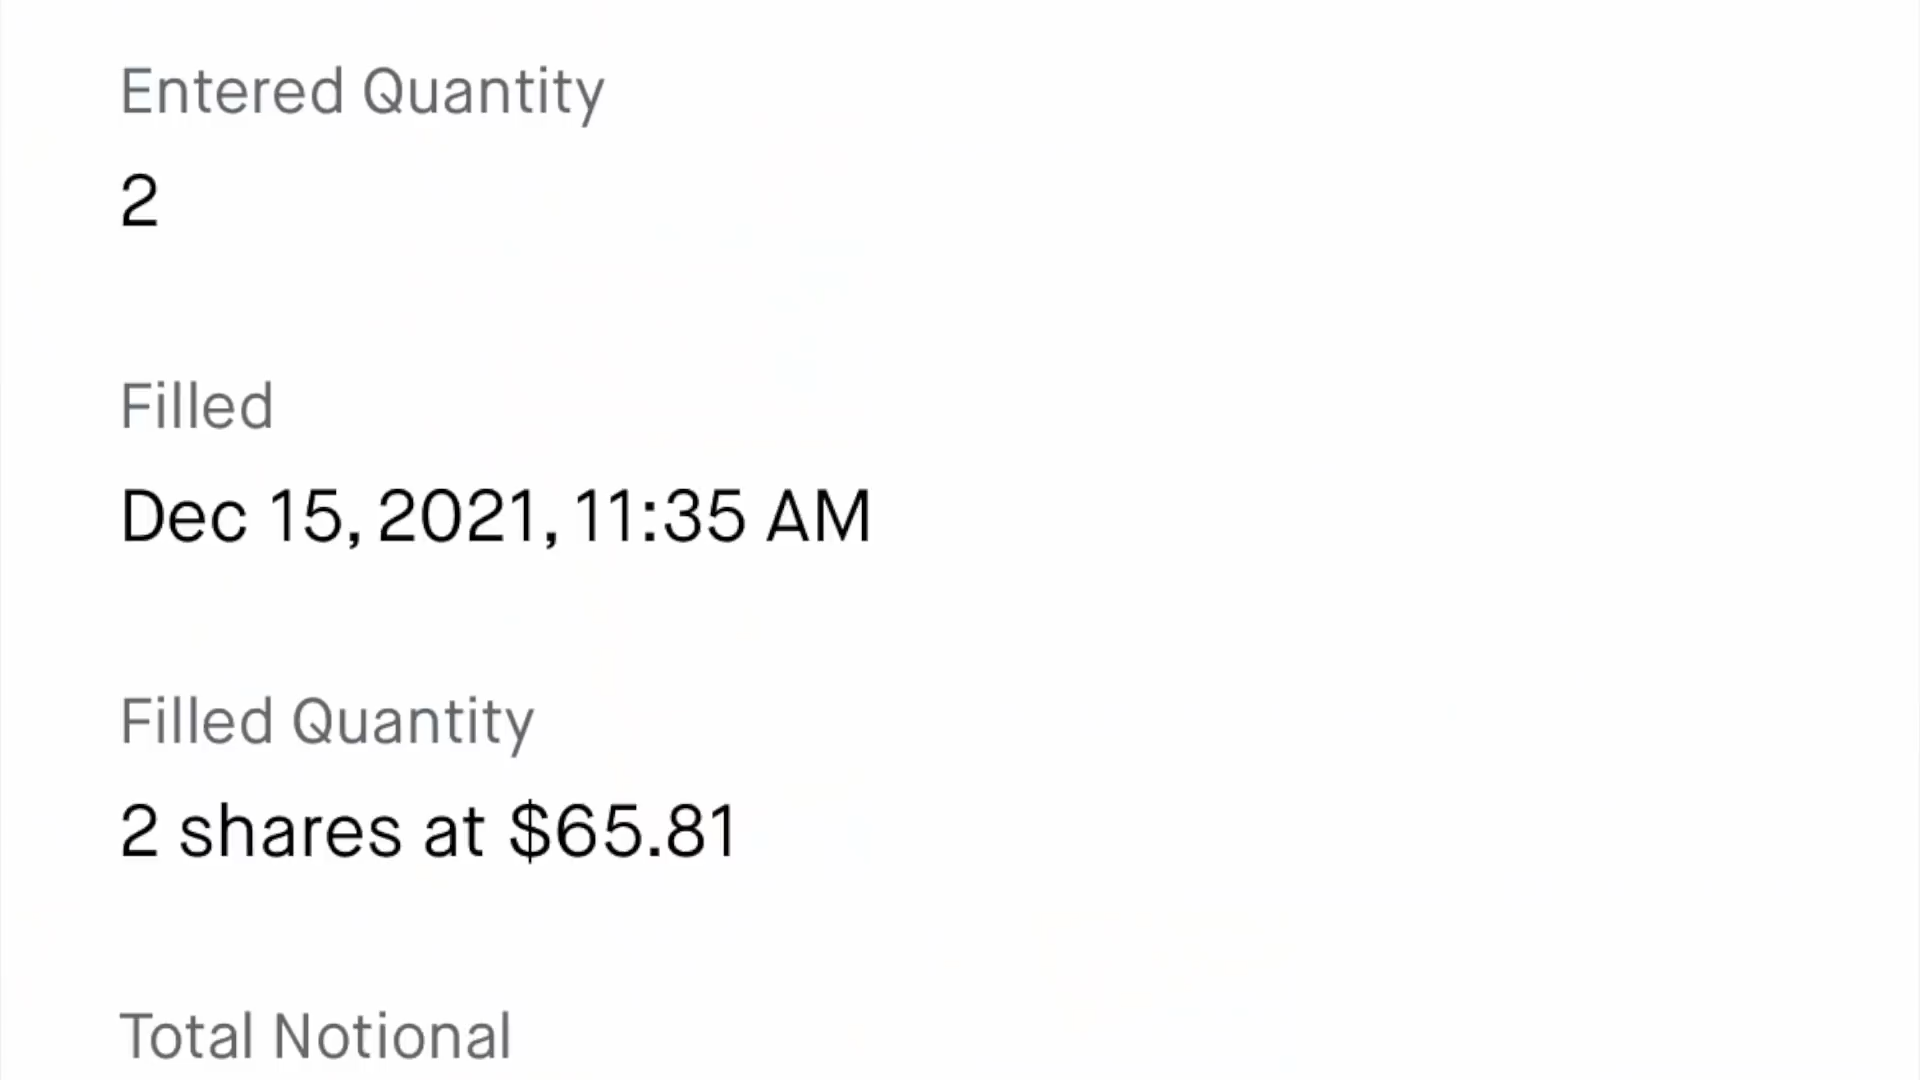 Entered Quantity
2
Filled
Dec 15, 2021, 11:35 AM
Filled Quantity
2 shares at $65.81
Total Notional